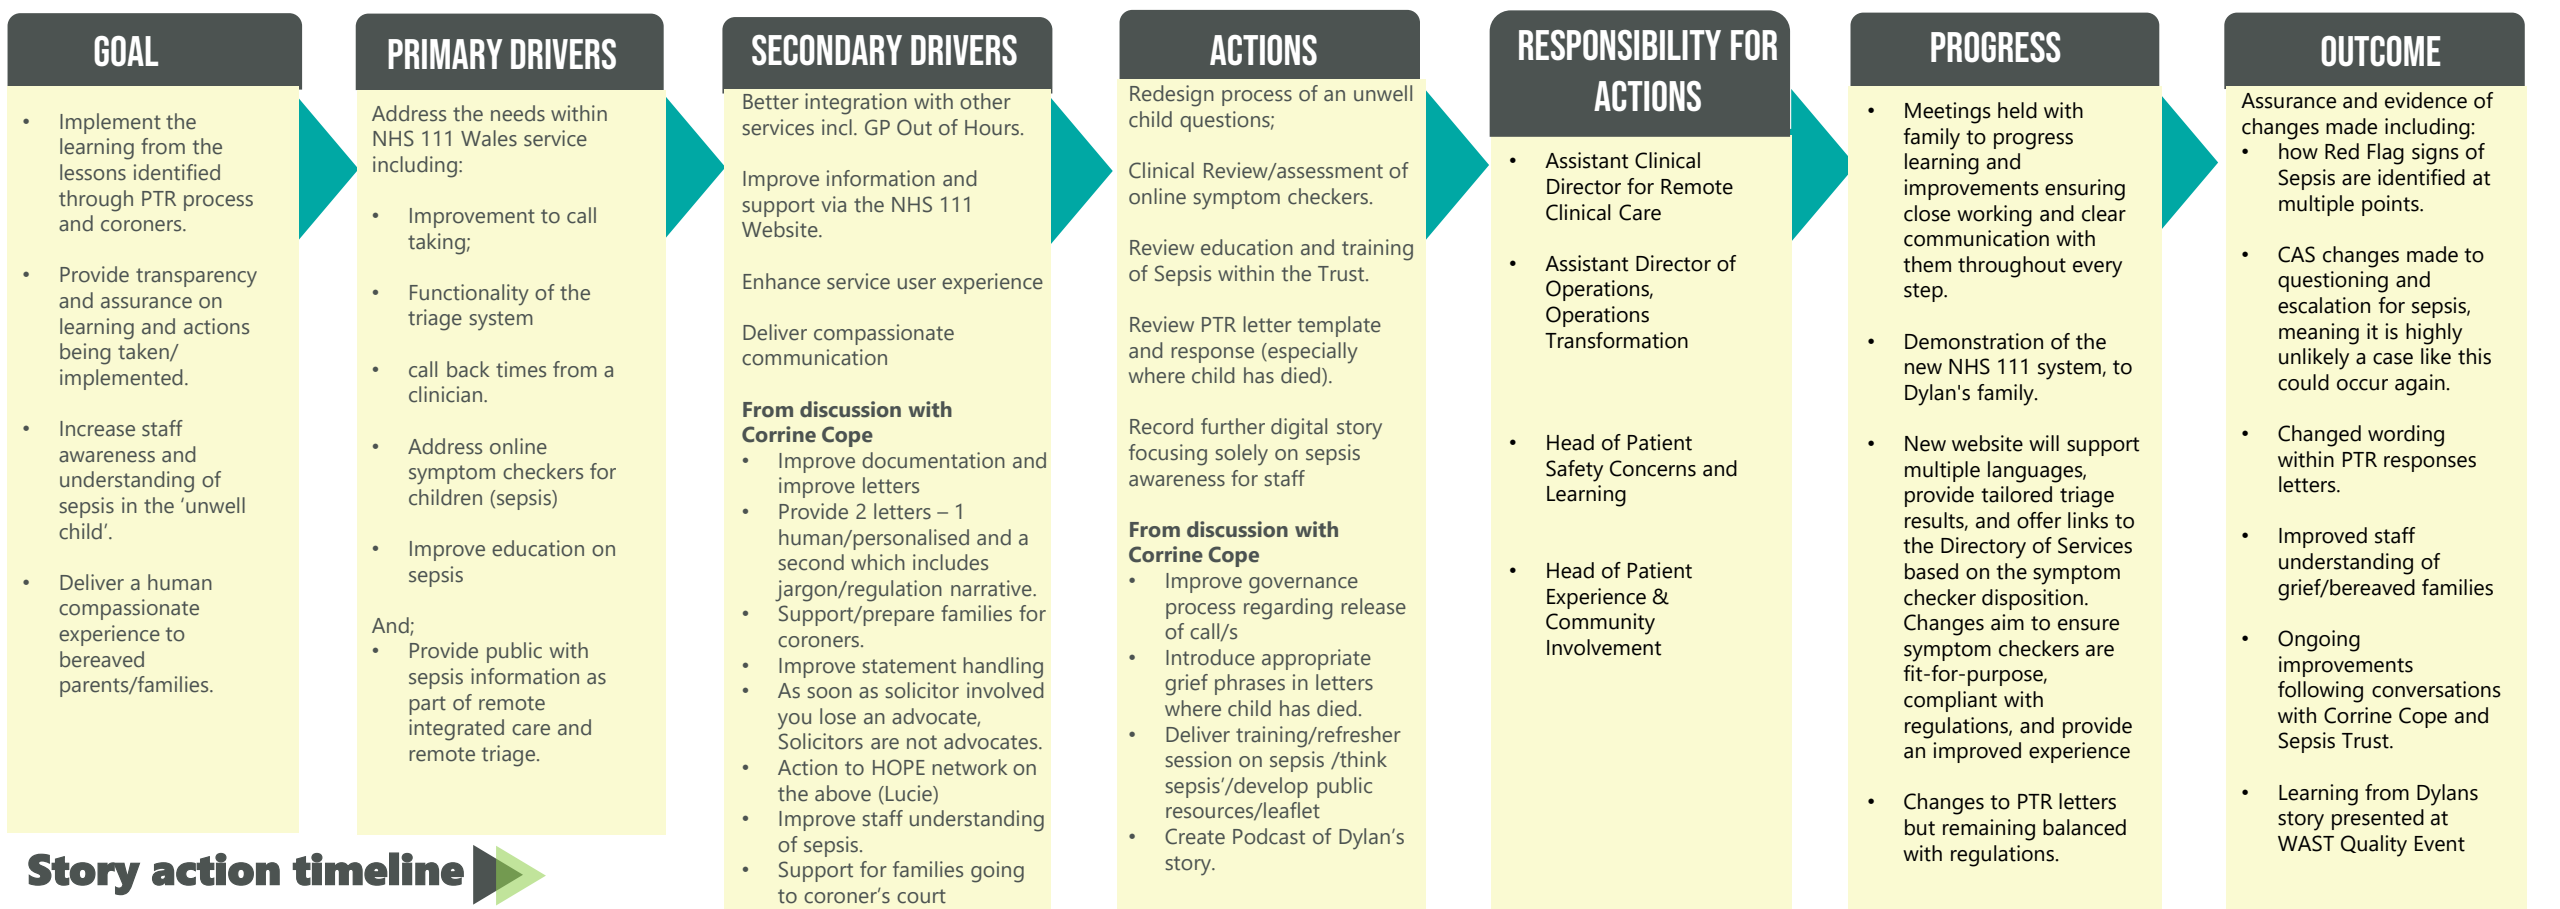 GOAL
• Implement the
learning from the
lessons identified
through PTR process
and coroners.
• Provide transparency
and assurance on
learning and actions
being taken/
implemented.
• Increase staff
awareness and
understanding of
sepsis in the ‘unwell
child’.
• Deliver a human
compassionate
experience to
bereaved
parents/families.
PRIMARY DRIVERS
Address the needs within
NHS 111 Wales service
including:
• Improvement to call
taking;
• Functionality of the
triage system
• call back times from a
clinician.
• Address online
symptom checkers for
children (sepsis)
• Improve education on
sepsis
And;
• Provide public with
sepsis information as
part of remote
integrated care and
remote triage.
SECONDARY DRIVERS
Better integration with other
services incl. GP Out of Hours.
Improve information and
support via the NHS 111
Website.
Enhance service user experience
Deliver compassionate
communication
From discussion with
Corrine Cope
• Improve documentation and
improve letters
• Provide 2 letters – 1
human/personalised and a
second which includes
jargon/regulation narrative.
• Support/prepare families for
coroners.
• Improve statement handling
• As soon as solicitor involved
you lose an advocate,
Solicitors are not advocates.
• Action to HOPE network on
the above (Lucie)
• Improve staff understanding
of sepsis.
• Support for families going
to coroner’s court
ACTIONS
Redesign process of an unwell
child questions;
Clinical Review/assessment of
online symptom checkers.
Review education and training
of Sepsis within the Trust.
Review PTR letter template
and response (especially
where child has died).
Record further digital story
focusing solely on sepsis
awareness for staff
From discussion with
Corrine Cope
• Improve governance
process regarding release
of call/s
• Introduce appropriate
grief phrases in letters
where child has died.
• Deliver training/refresher
session on sepsis /think
sepsis’/develop public
resources/leaflet
• Create Podcast of Dylan’s
story.
RESPONSIBILITY FOR
ACTIONS
• Assistant Clinical
Director for Remote
Clinical Care
• Assistant Director of
Operations,
Operations
Transformation
• Head of Patient
Safety Concerns and
Learning
• Head of Patient
Experience &
Community
Involvement
PROGRESS
• Meetings held with
family to progress
learning and
improvements ensuring
close working and clear
communication with
them throughout every
step.
• Demonstration of the
new NHS 111 system, to
Dylan's family.
• New website will support
multiple languages,
provide tailored triage
results, and offer links to
the Directory of Services
based on the symptom
checker disposition.
Changes aim to ensure
symptom checkers are
fit-for-purpose,
compliant with
regulations, and provide
an improved experience
• Changes to PTR letters
but remaining balanced
with regulations.
OUTCOME
Assurance and evidence of
changes made including:
• how Red Flag signs of
Sepsis are identified at
multiple points.
• CAS changes made to
questioning and
escalation for sepsis,
meaning it is highly
unlikely a case like this
could occur again.
• Changed wording
within PTR responses
letters.
• Improved staff
understanding of
grief/bereaved families
• Ongoing
improvements
following conversations
with Corrine Cope and
Sepsis Trust.
• Learning from Dylans
story presented at
WAST Quality Event
Story action timeline